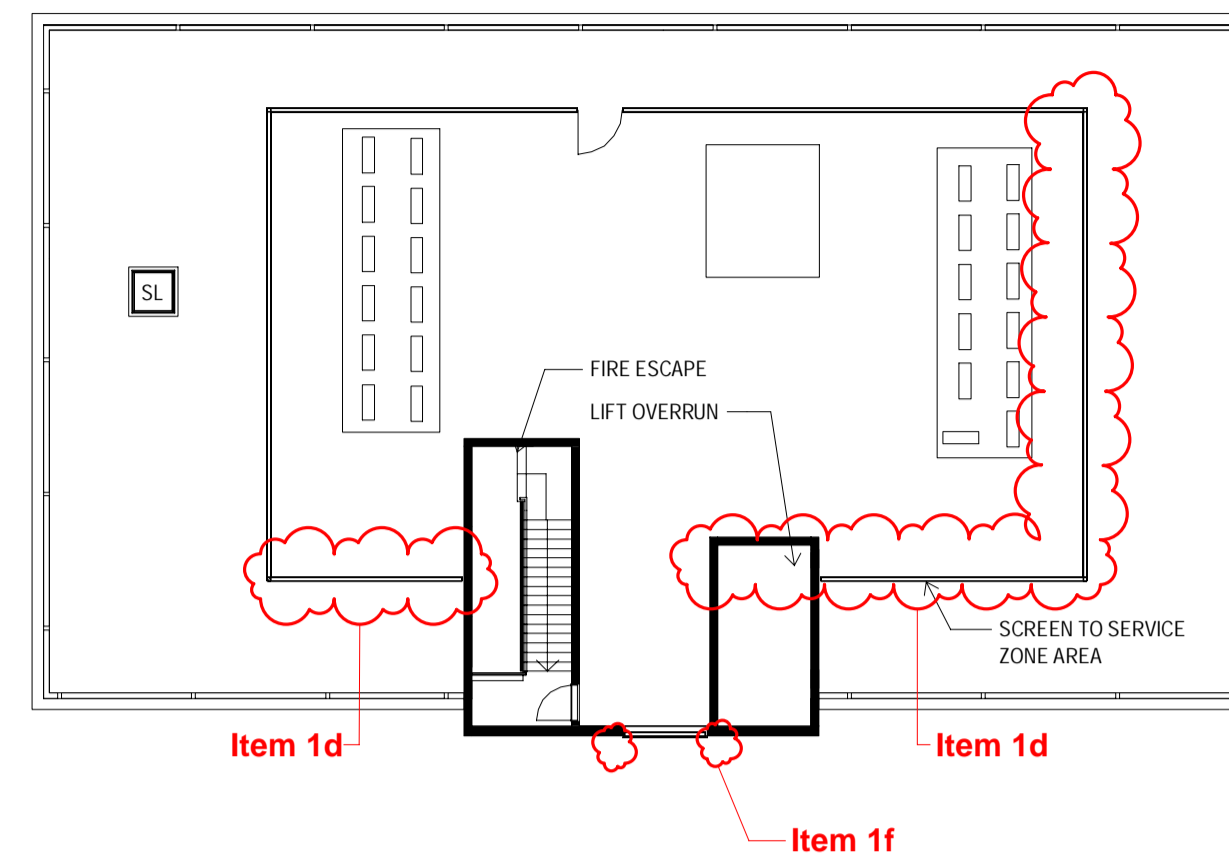 SL
FIRE ESCAPE
LIFT OVERRUN
SCREEN TO SERVICE
ZONE AREA
Item 1d
Item 1d
Item 1f